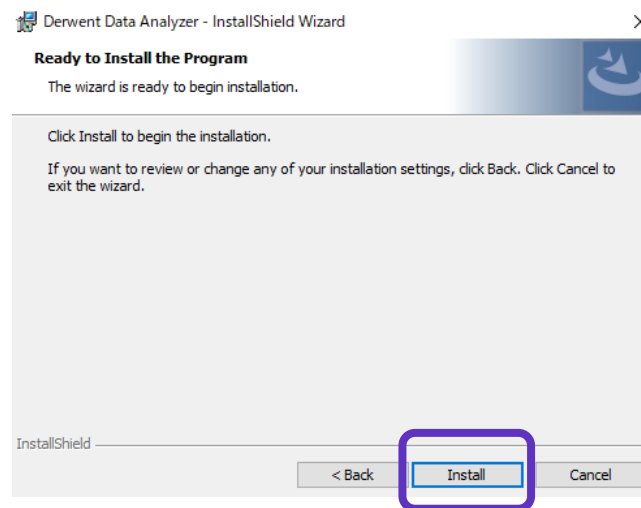 Derwent Data Analyzer - InstallShield Wizard
Ready to Install the Program
The wizard is ready to begin installation.
Click Install to begin the installation.
If you want to review or change any of your installation settings, click Back. Click Cancel to
exit the wizard.
InstallShield
< Back Install Cancel